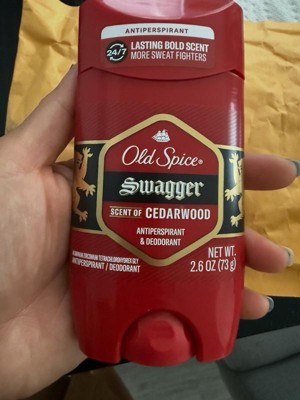 ANTIPERSPIRANT
24/7 LASTING BOLD SCENT
MORE SWEAT FIGHTERS
Old Spice®
Swagger
SCENT OF CEDARWOOD
ANTIPERSPIRANT
& DEODORANT
ANTIPERSPIRANT / DEODORANT
NET WT.
2.6 OZ (73 g)